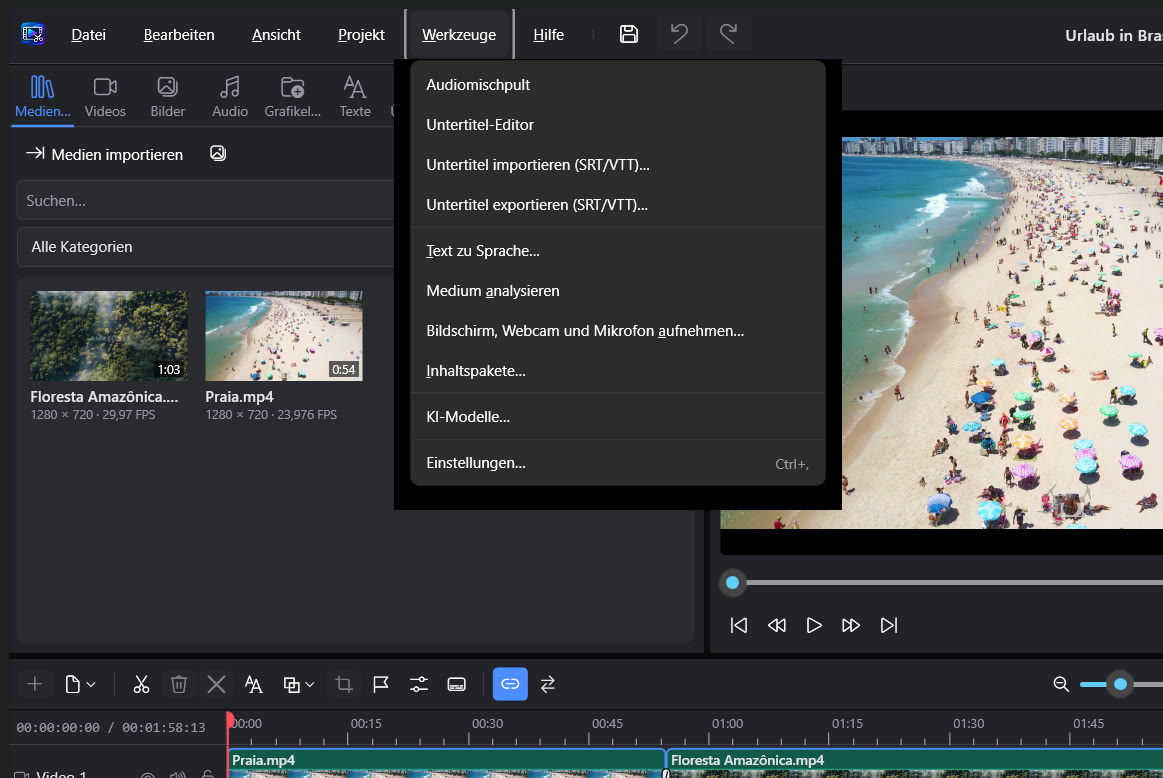 Datei Bearbeiten Ansicht Projekt Werkzeuge Hilfe
Urlaub in
Medien... Videos Bilder Audio Grafikel... Texte
Medien importieren
Suchen...
Alle Kategorien
1:03
0:54
Floresta Amazônica.... Praia.mp4
1280 × 720 · 29,97 FPS 1280 × 720 · 23,976 FPS
Audiomischpult
Untertitel-Editor
Untertitel importieren (SRT/VTT)...
Untertitel exportieren (SRT/VTT)...
Text zu Sprache...
Medium analysieren
Bildschirm, Webcam und Mikrofon aufnehmen...
Inhaltspakete...
KI-Modelle...
Einstellungen... Ctrl+,
00:00:00:00 / 00:01:58:13
00:00 00:15 00:30 00:45 01:00 01:15 01:30 01:45
Praia.mp4 Floresta Amazônica.mp4
Video 1